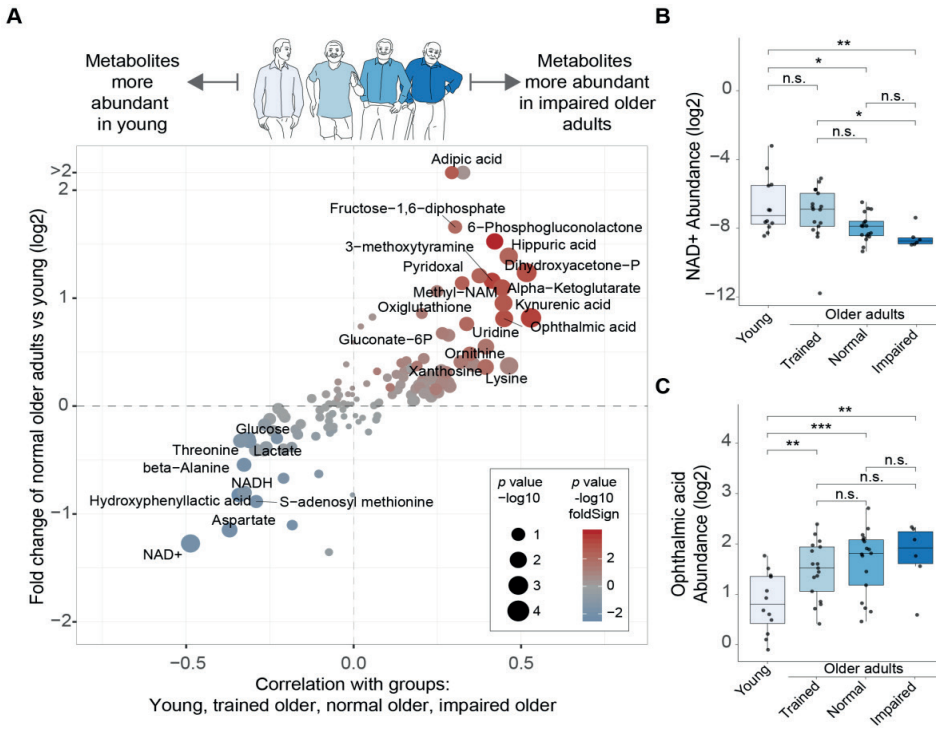 A
Metabolites
more
abundant
in young
Metabolites
more abundant
in impaired older
adults
Fold change of normal older adults vs young (log2)
>2
2
1
0
−1
−2
Adipic acid
Fructose−1,6−diphosphate
6−Phosphogluconolactone
3−methoxytyramine
Hippuric acid
Pyridoxal
Dihydroxyacetone−P
Methyl−NAM
Alpha−Ketoglutarate
Oxiglutathione
Kynurenic acid
Gluconate−6P
Uridine
Ophthalmic acid
Ornithine
Xanthosine
Lysine
Glucose
Threonine
Lactate
beta−Alanine
NADH
Hydroxyphenyllactic acid
S−adenosyl methionine
Aspartate
NAD+
p value
−log10
1
2
3
4
p value
-log10
foldSign
2
0
−2
−0.5
0.0
0.5
Correlation with groups:
Young, trained older, normal older, impaired older
B
NAD+ Abundance (log2)
0
−4
−8
−12
**
*
n.s.
n.s.
*
n.s.
Young
Trained
Normal
Impaired
Older adults
C
Ophthalmic acid
Abundance (log2)
4
3
2
1
0
**
***
**
n.s.
n.s.
n.s.
Older adults
Young
Trained
Normal
Impaired